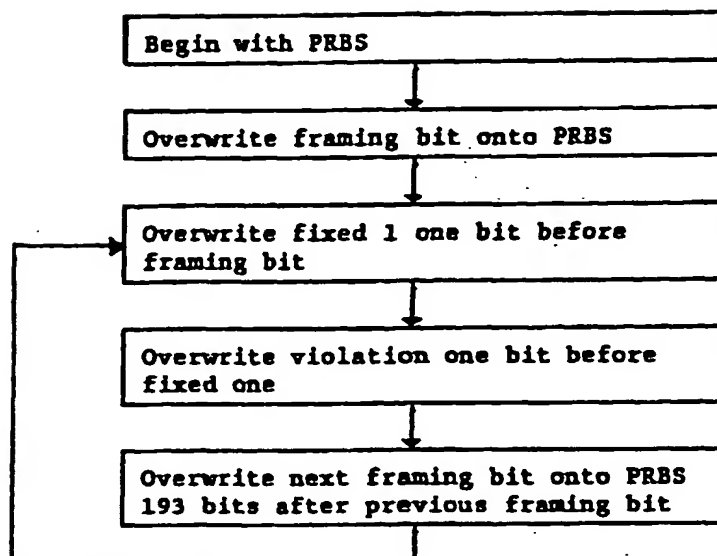 Begin with PRBS
Overwrite framing bit onto PRBS
Overwrite fixed 1 one bit before
framing bit
Overwrite violation one bit before
fixed one
Overwrite next framing bit onto PRBS
193 bits after previous framing bit